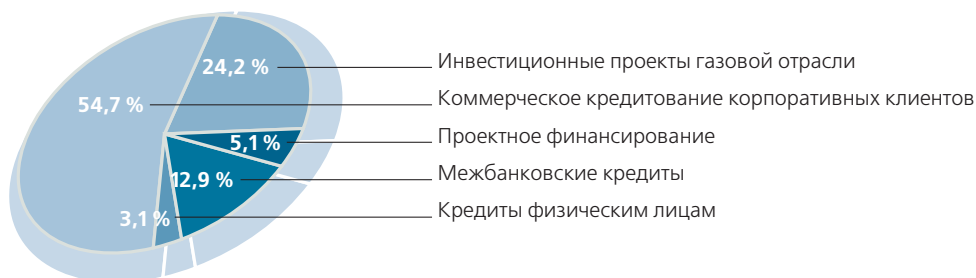 24,2 % Инвестиционные проекты газовой отрасли
54,7 % Коммерческое кредитование корпоративных клиентов
5,1 % Проектное финансирование
12,9 % Межбанковские кредиты
3,1 % Кредиты физическим лицам